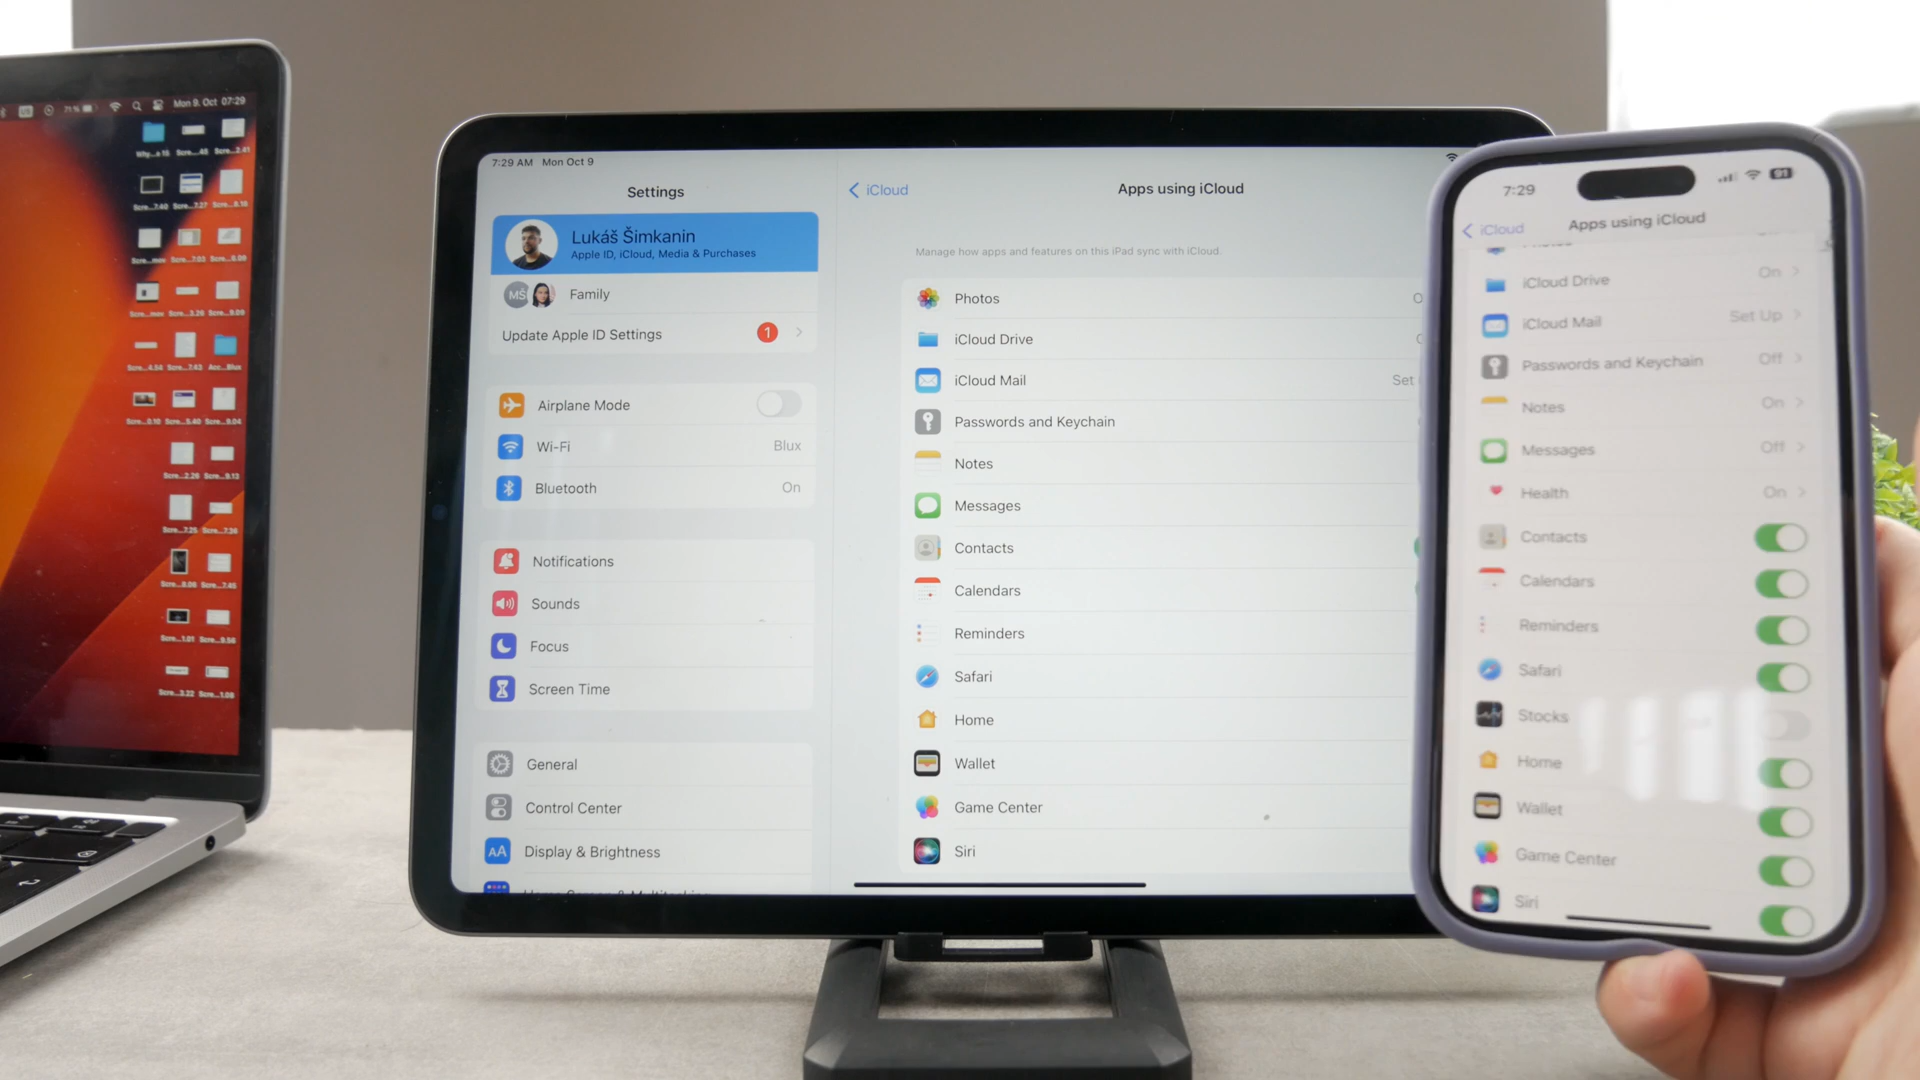 71%
Mon 9. Oct 07:29
7:29 AM Mon Oct 9
Settings
Lukáš Šimkanin
Apple ID, iCloud, Media & Purchases
MŠ
Family
Update Apple ID Settings
1
Airplane Mode
Wi-Fi
Blux
Bluetooth
On
Notifications
Sounds
Focus
Screen Time
General
Control Center
AA
Display & Brightness
iCloud
Apps using iCloud
Manage how apps and features on this iPad sync with iCloud.
Photos
iCloud Drive
iCloud Mail
Set
Passwords and Keychain
Notes
Messages
Contacts
Calendars
Reminders
Safari
Home
Wallet
Game Center
Siri
7:29
91
iCloud
Apps using iCloud
iCloud Drive
On
iCloud Mail
Set Up
Passwords and Keychain
Off
Notes
On
Messages
Off
Health
On
Contacts
Calendars
Reminders
Safari
Stocks
Home
Wallet
Game Center
Siri